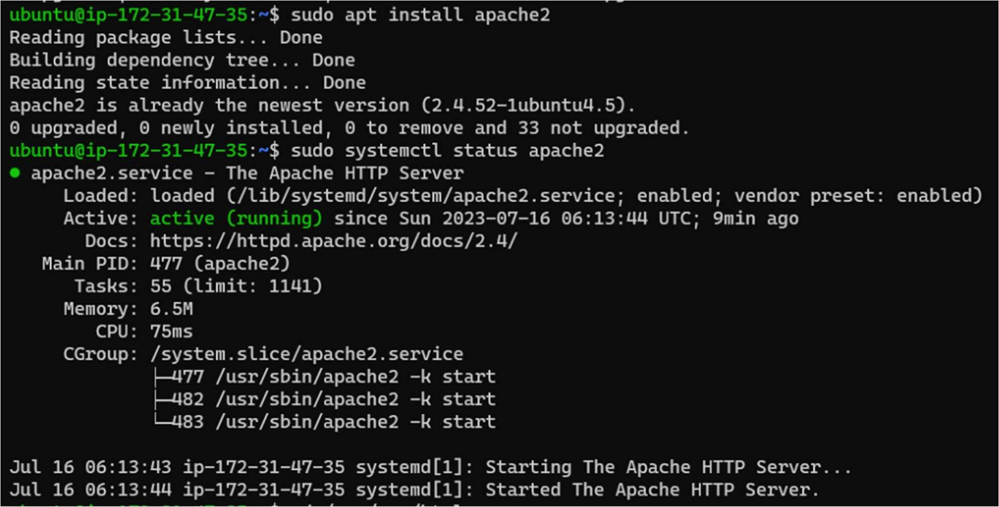 ubuntu@ip-172-31-47-35:~$ sudo apt install apache2
Reading package lists... Done
Building dependency tree... Done
Reading state information... Done
apache2 is already the newest version (2.4.52-1ubuntu4.5).
0 upgraded, 0 newly installed, 0 to remove and 33 not upgraded.
ubuntu@ip-172-31-47-35:~$ sudo systemctl status apache2
● apache2.service - The Apache HTTP Server
     Loaded: loaded (/lib/systemd/system/apache2.service; enabled; vendor preset: enabled)
     Active: active (running) since Sun 2023-07-16 06:13:44 UTC; 9min ago
       Docs: https://httpd.apache.org/docs/2.4/
   Main PID: 477 (apache2)
      Tasks: 55 (limit: 1141)
     Memory: 6.5M
        CPU: 75ms
     CGroup: /system.slice/apache2.service
             ├─477 /usr/sbin/apache2 -k start
             ├─482 /usr/sbin/apache2 -k start
             └─483 /usr/sbin/apache2 -k start
Jul 16 06:13:43 ip-172-31-47-35 systemd[1]: Starting The Apache HTTP Server...
Jul 16 06:13:44 ip-172-31-47-35 systemd[1]: Started The Apache HTTP Server.